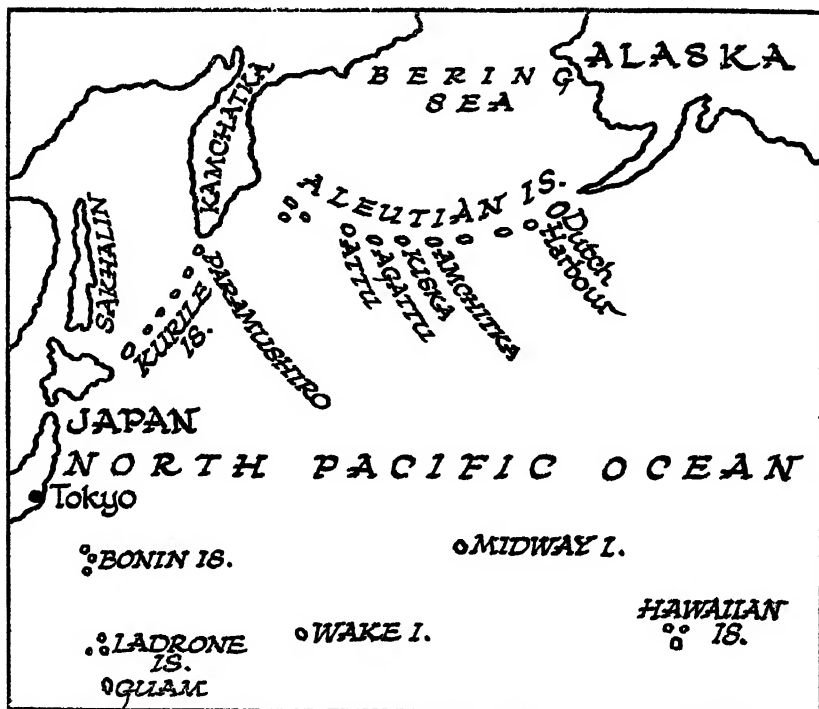 ALASKA
BERING
SEA
KAMCHATKA
ALEUTIAN IS.
Dutch
Harbour
SAKHALIN
ATTU
AGATTU
KISKA
AMCHITKA
PARAMUSHIRO
KURILE
IS.
JAPAN
NORTH PACIFIC OCEAN
Tokyo
BONIN IS.
MIDWAY I.
HAWAIIAN
IS.
WAKE I.
LADRONE
IS.
GUAM